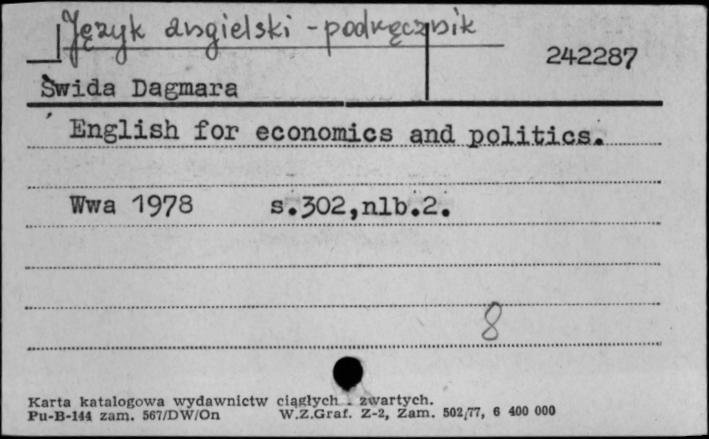 Język angielski - podręcznik
242287
Świda Dagmara
English for economics and politics.
Wwa 1978 s.302,nlb.2.
8
Karta katalogowa wydawnictw ciągłych - zwartych.
Pu-B-144 zam. 567/DW/On W.Z.Graf. Z-2, Zam. 502/77, 6 400 000